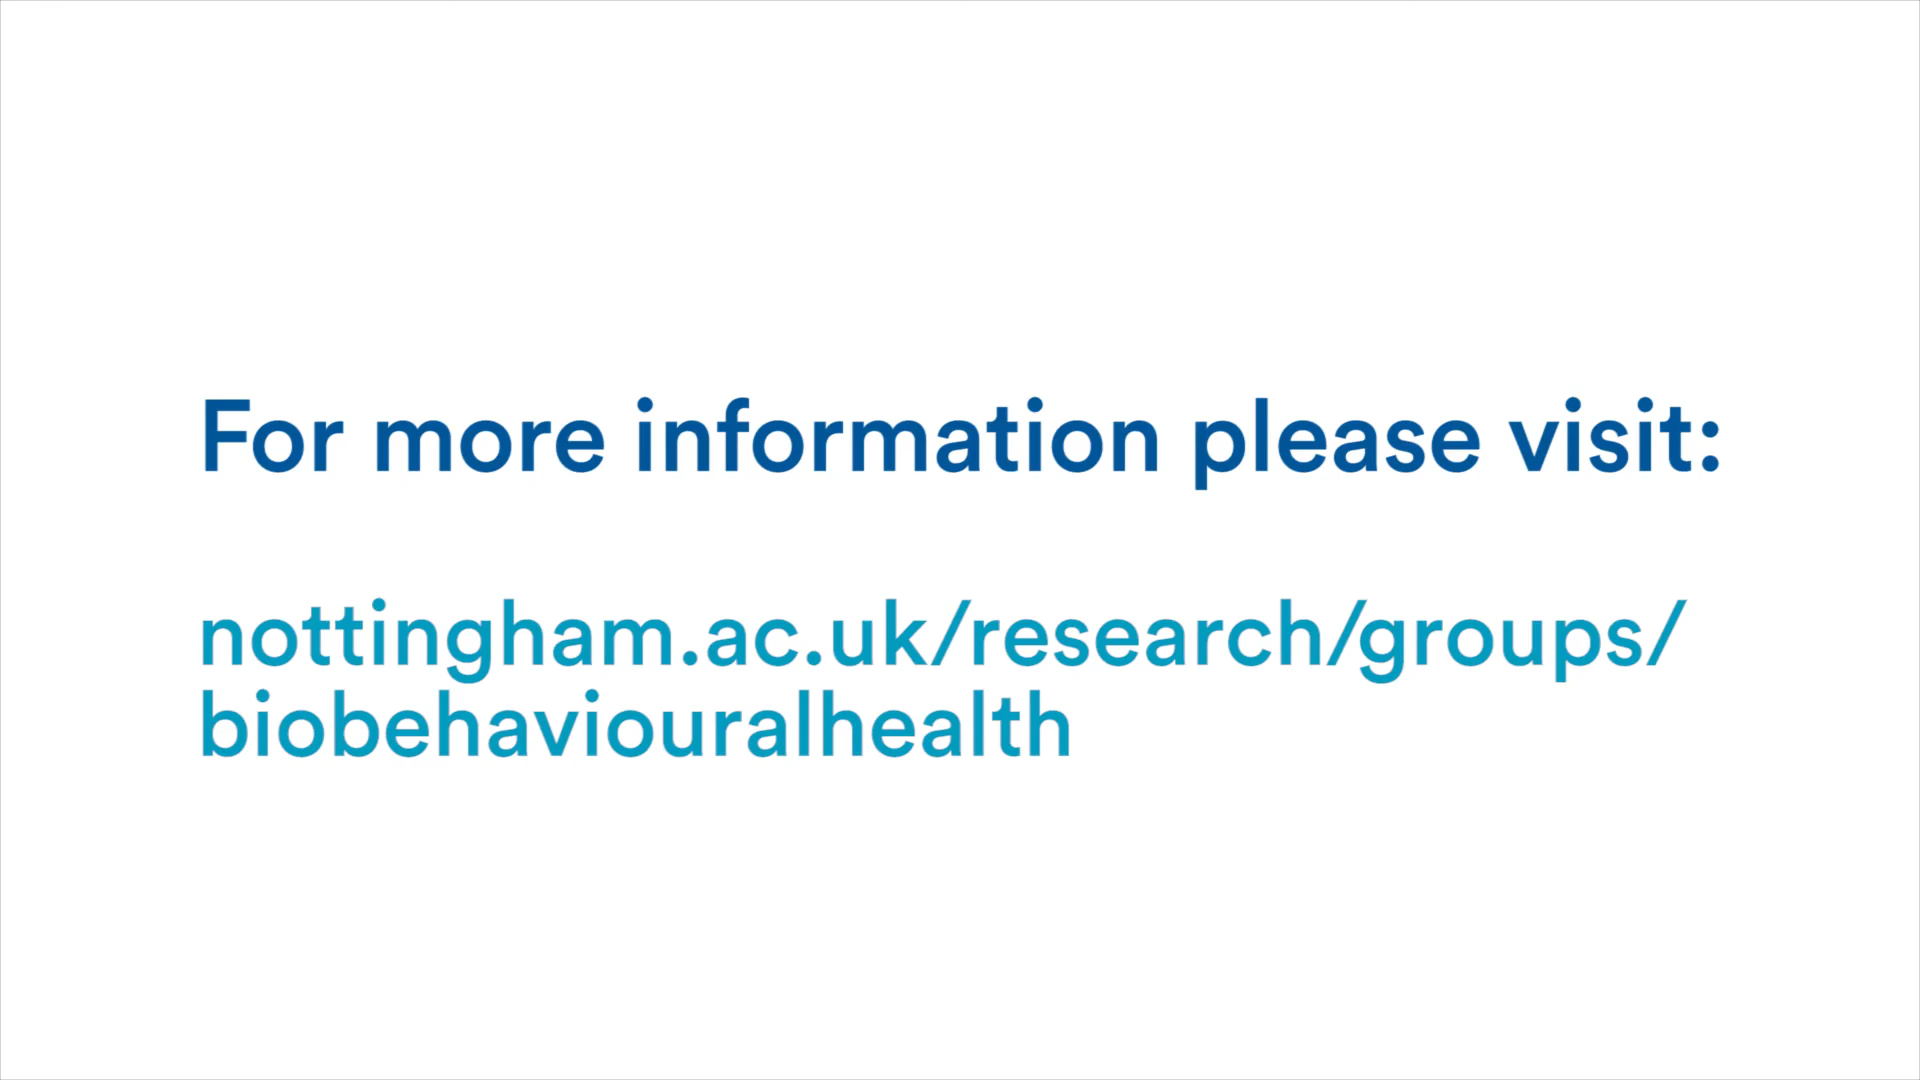 For more information please visit:
nottingham.ac.uk/research/groups/
biobehaviouralhealth